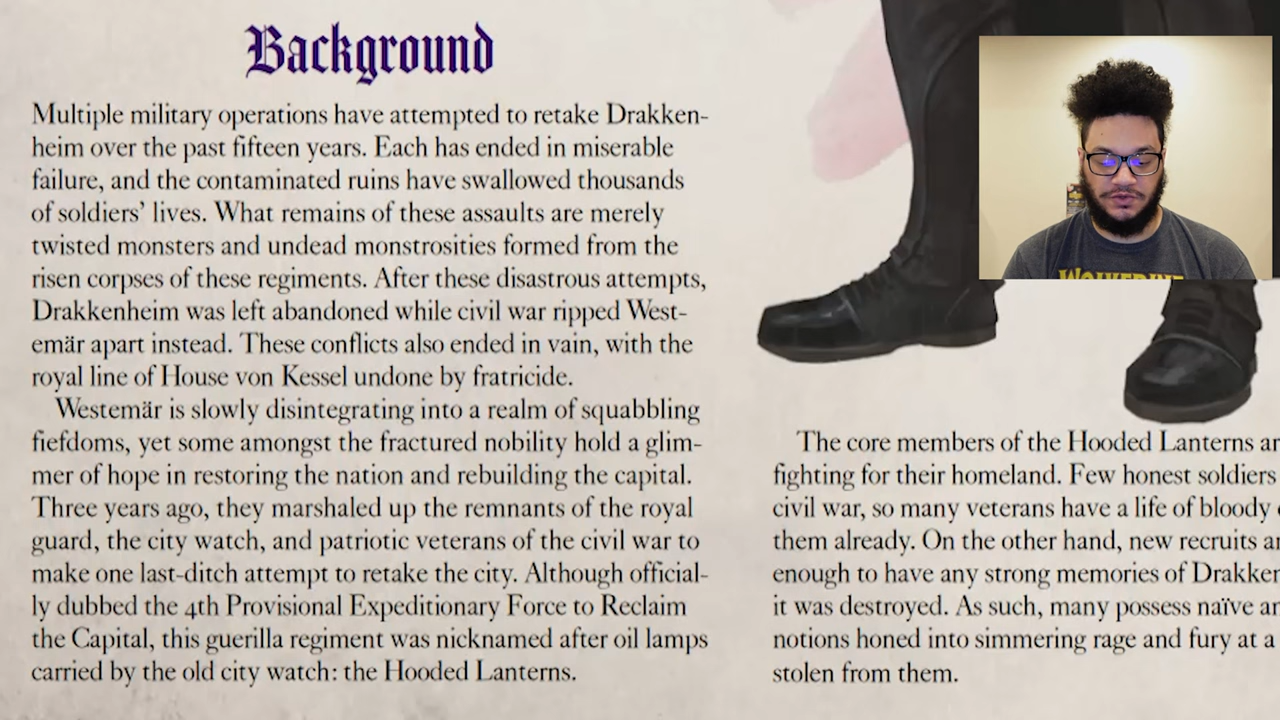 Background
Multiple military operations have attempted to retake Drakken-
heim over the past fifteen years. Each has ended in miserable
failure, and the contaminated ruins have swallowed thousands
of soldiers' lives. What remains of these assaults are merely
twisted monsters and undead monstrosities formed from the
risen corpses of these regiments. After these disastrous attempts,
Drakkenheim was left abandoned while civil war ripped West-
emär apart instead. These conflicts also ended in vain, with the
royal line of House von Kessel undone by fratricide.
Westemär is slowly disintegrating into a realm of squabbling
fiefdoms, yet some amongst the fractured nobility hold a glim-
mer of hope in restoring the nation and rebuilding the capital.
Three years ago, they marshaled up the remnants of the royal
guard, the city watch, and patriotic veterans of the civil war to
make one last-ditch attempt to retake the city. Although official-
ly dubbed the 4th Provisional Expeditionary Force to Reclaim
the Capital, this guerilla regiment was nicknamed after oil lamps
carried by the old city watch: the Hooded Lanterns.
The core members of the Hooded Lanterns
fighting for their homeland. Few honest soldiers
civil war, so many veterans have a life of bloody
them already. On the other hand, new recruits
enough to have any strong memories of
it was destroyed. As such, many possess naïve
notions honed into simmering rage and fury at a
stolen from them.
WOLVERINE